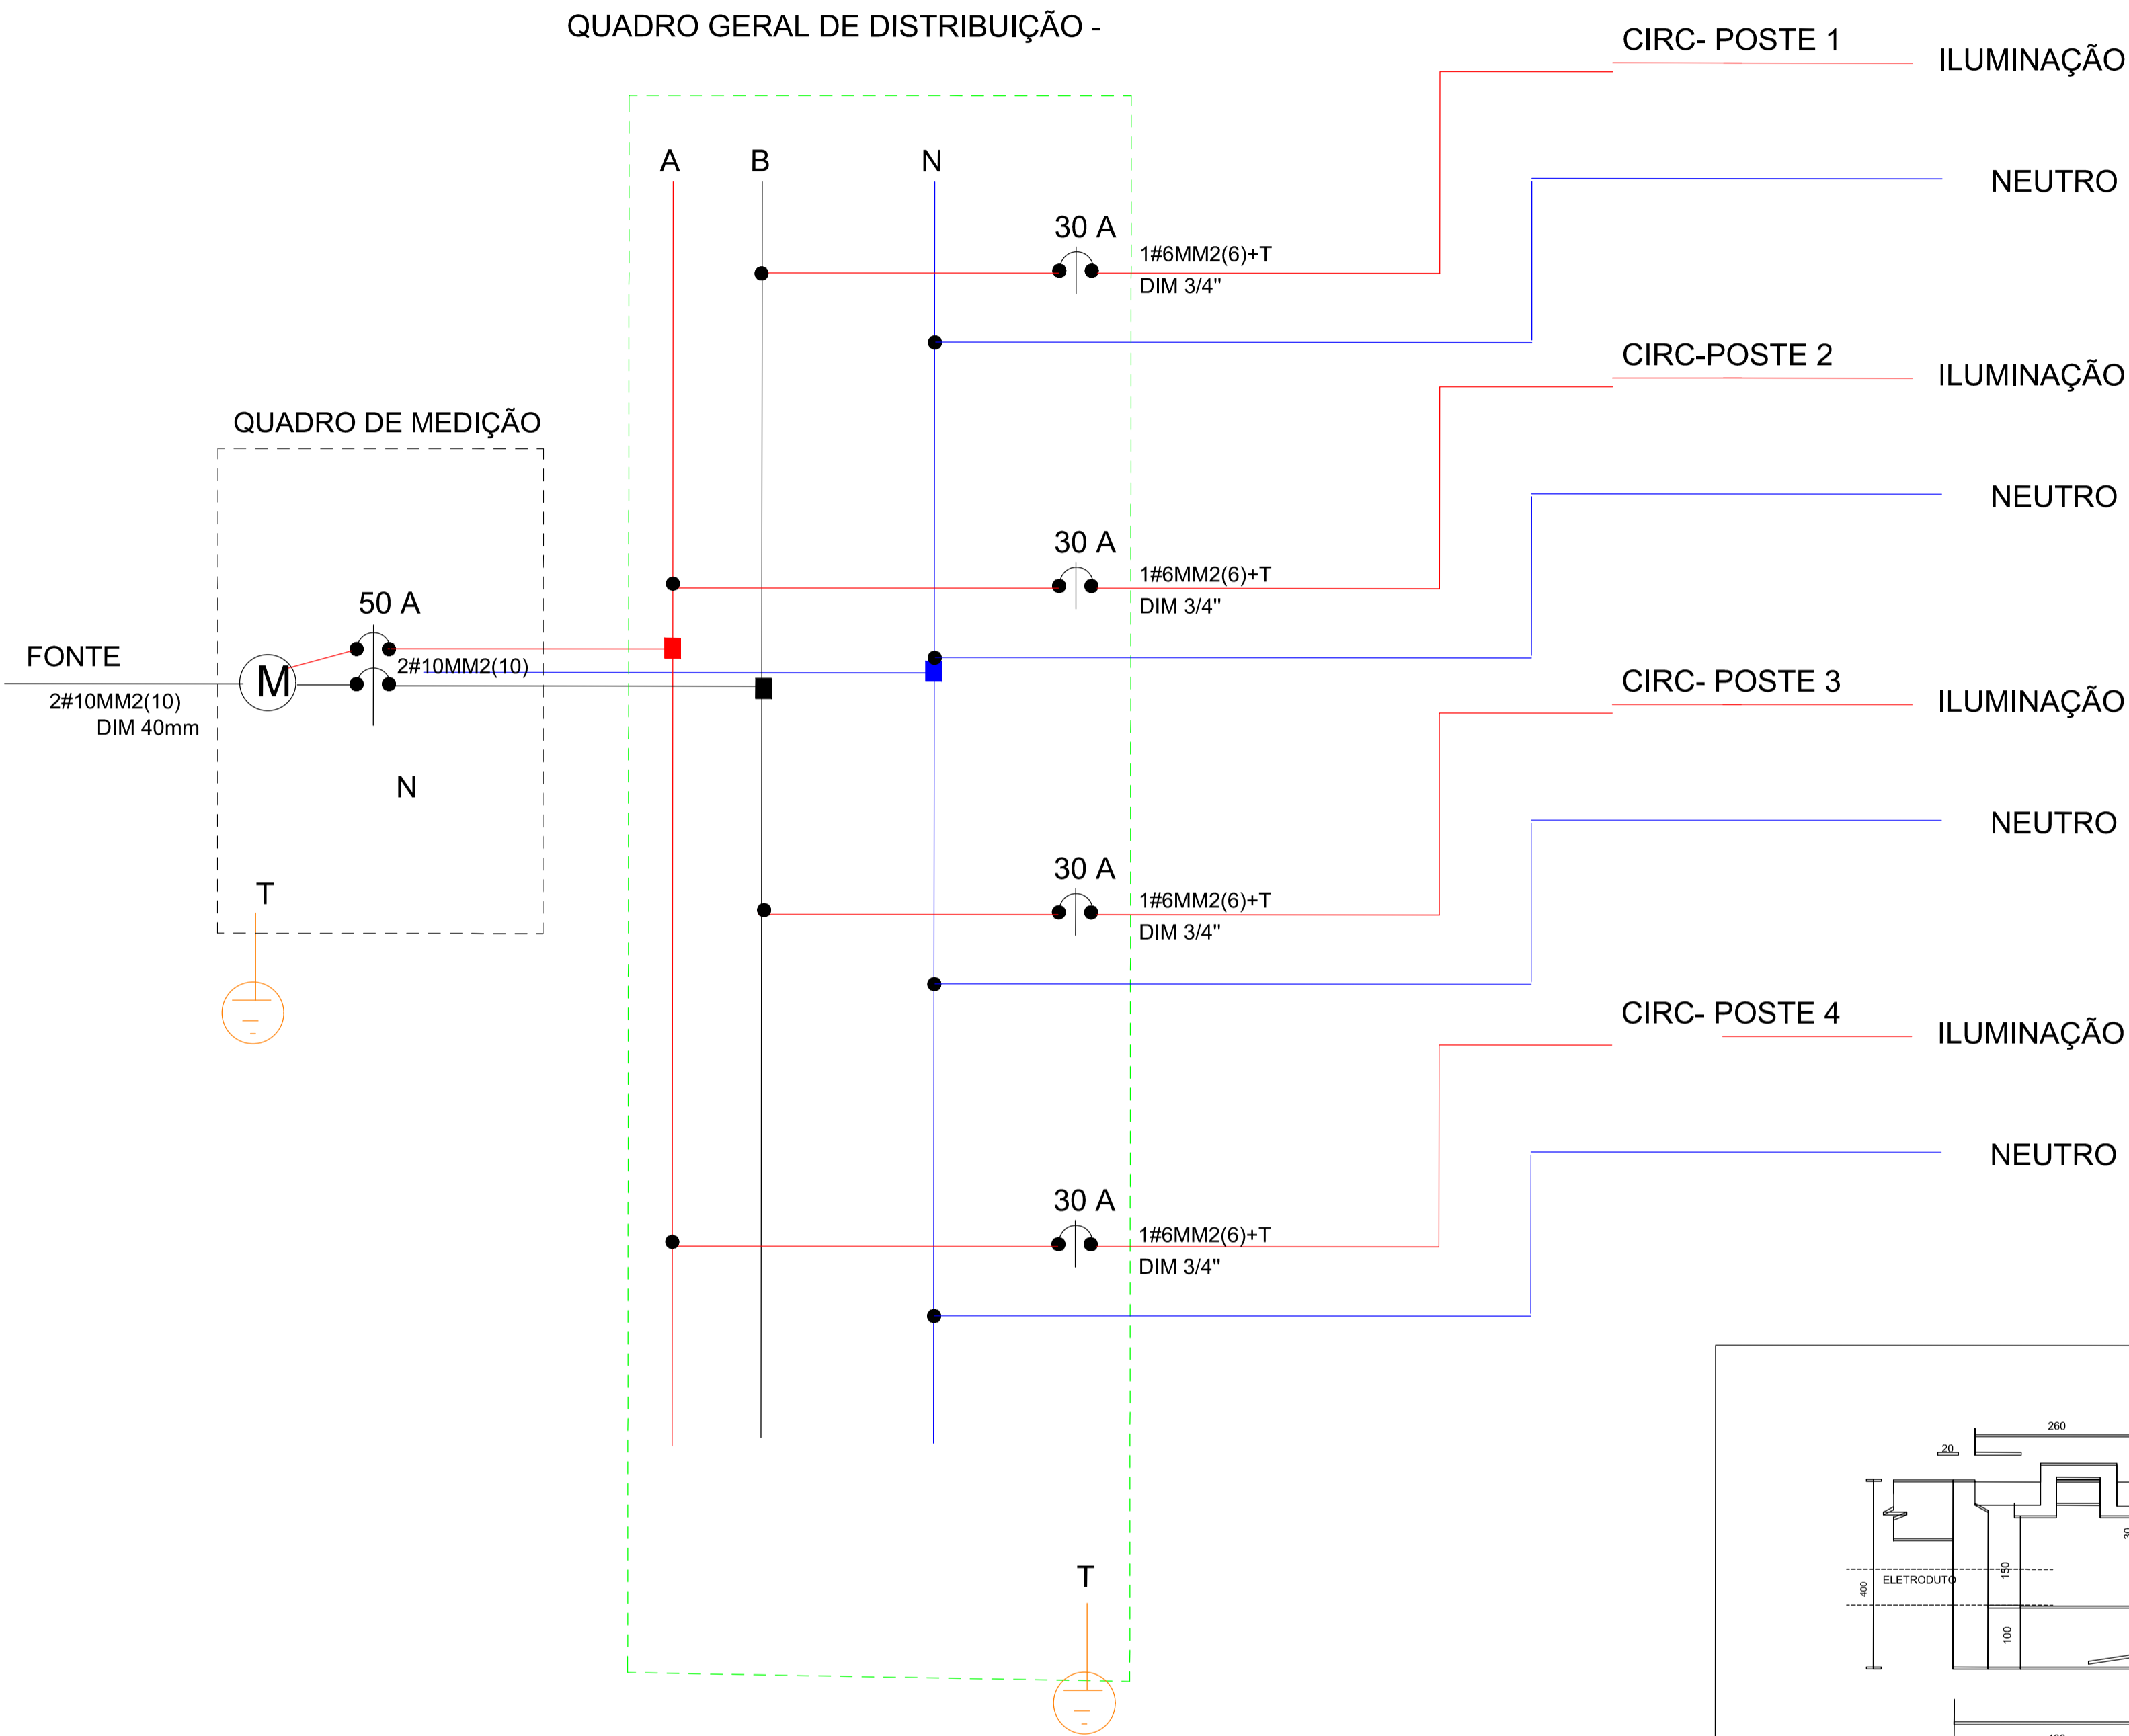 QUADRO GERAL DE DISTRIBUIÇÃO -
CIRC- POSTE 1
ILUMINAÇÃO
A
B
N
NEUTRO
30 A
1#6MM2(6)+T
DIM 3/4"
CIRC-POSTE 2
ILUMINAÇÃO
QUADRO DE MEDIÇÃO
NEUTRO
30 A
1#6MM2(6)+T
DIM 3/4"
50 A
FONTE
M
2#10MM2(10)
2#10MM2(10)
DIM 40mm
CIRC- POSTE 3
ILUMINAÇÃO
N
NEUTRO
30 A
1#6MM2(6)+T
DIM 3/4"
T
CIRC- POSTE 4
ILUMINAÇÃO
NEUTRO
30 A
1#6MM2(6)+T
DIM 3/4"
260
20
30
150
ELETRODUTO
400
100
T